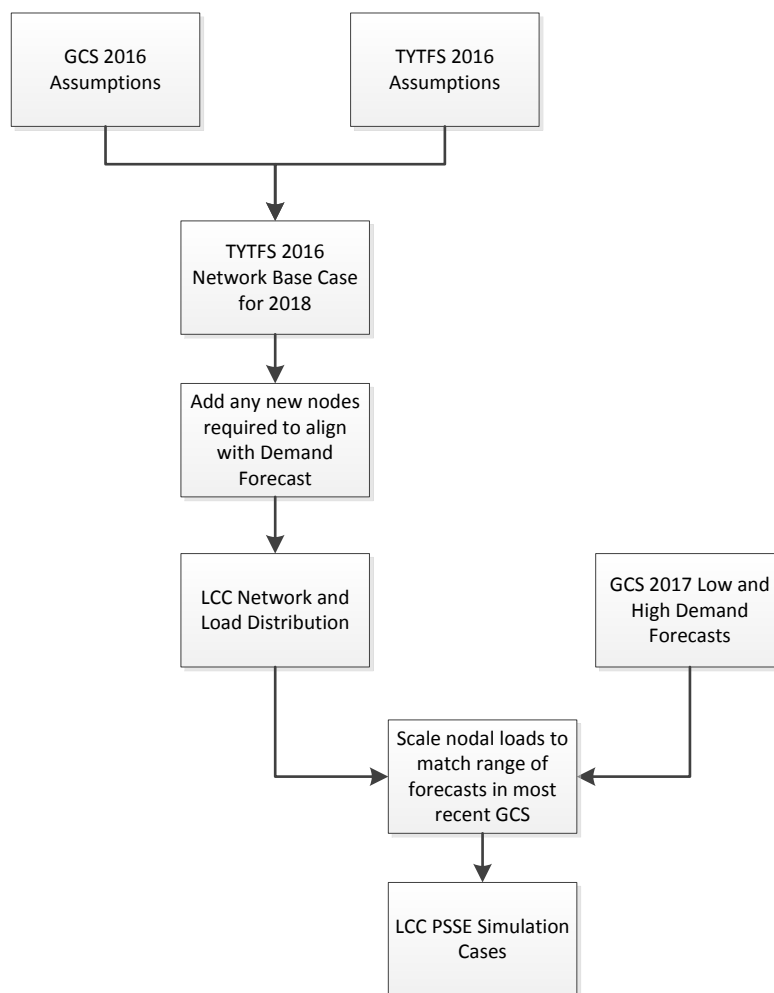 GCS 2016
Assumptions
TYTFS 2016
Assumptions
TYTFS 2016
Network Base Case
for 2018
Add any new nodes
required to align
with Demand
Forecast
LCC Network and
Load Distribution
GCS 2017 Low and
High Demand
Forecasts
Scale nodal loads to
match range of
forecasts in most
recent GCS
LCC PSSE Simulation
Cases